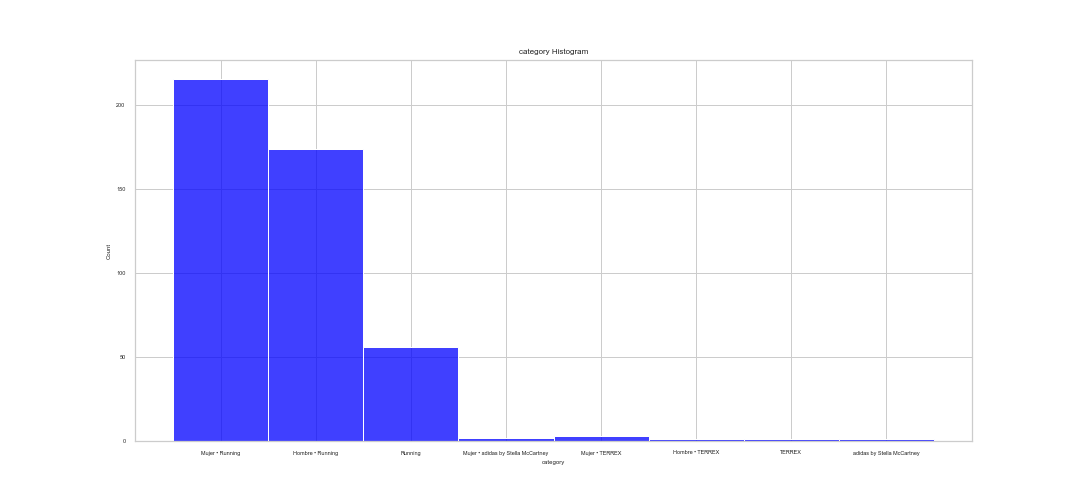 category Histogram
200
150
100
50
0
Count
Mujer • Running
Hombre • Running
Running
Mujer • adidas by Stella McCartney
Mujer • TERREX
Hombre • TERREX
TERREX
adidas by Stella McCartney
category